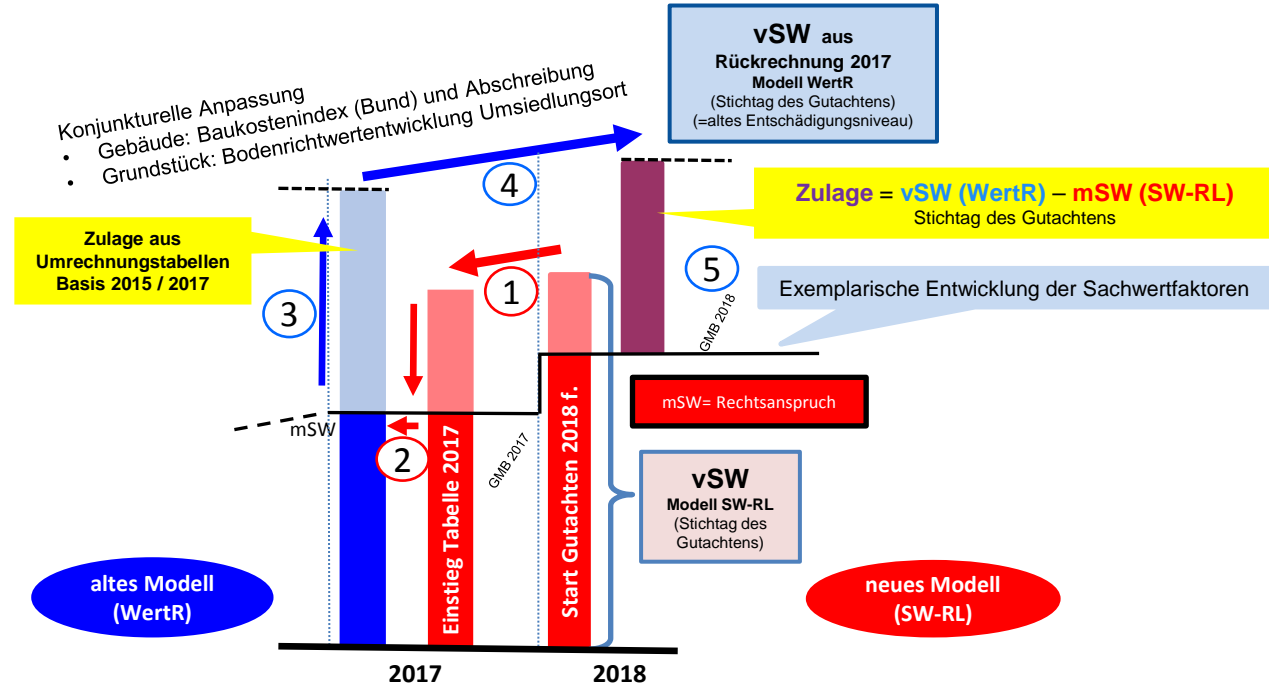 vSW aus
Rückrechnung 2017
Modell WertR
(Stichtag des Gutachtens)
(=altes Entschädigungsniveau)
Konjunkturelle Anpassung
• Gebäude: Baukostenindex (Bund) und Abschreibung
• Grundstück: Bodenrichtwertentwicklung Umsiedlungsort
4
Zulage = vSW (WertR) – mSW (SW-RL)
Stichtag des Gutachtens
Zulage aus
Umrechnungstabellen
Basis 2015 / 2017
3
1
5
Exemplarische Entwicklung der Sachwertfaktoren
GMB 2018
mSW= Rechtsanspruch
mSW
2
GMB 2017
Einstieg Tabelle 2017
Start Gutachten 2018 f.
vSW
Modell SW-RL
(Stichtag des
Gutachtens)
altes Modell
(WertR)
neues Modell
(SW-RL)
2017
2018